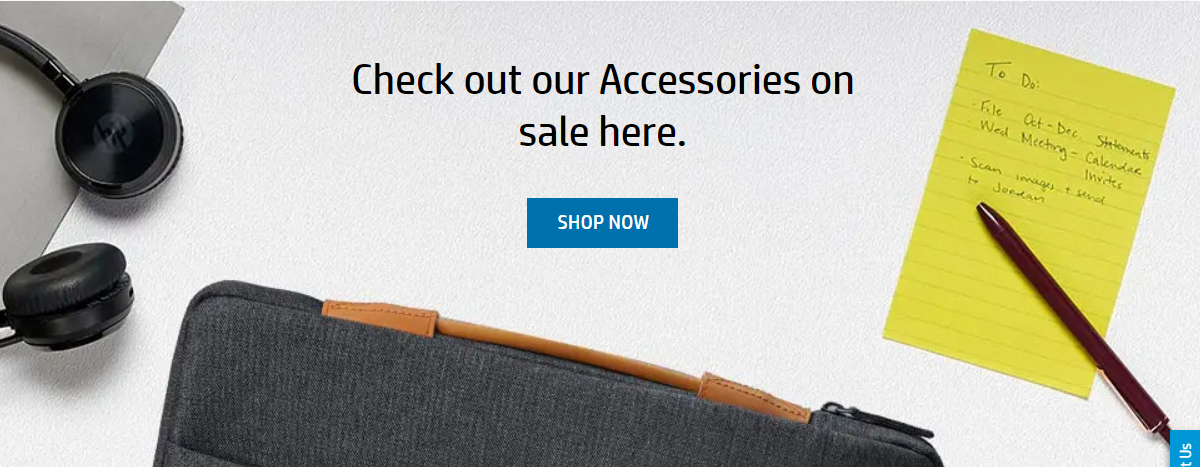 Check out our Accessories on
sale here.
SHOP NOW
To Do:
· File Oct-Dec Statements
· Wed Meeting - Calendar
Invites
· Scan images + send
to Jordan
hp
t Us